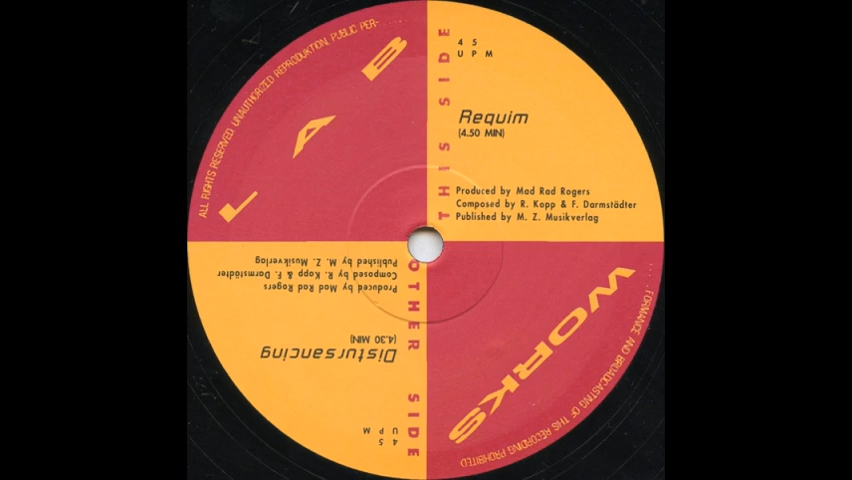 LAB
ALL RIGHTS RESERVED. UNAUTHORIZED REPRODUKTION, PUBLIC PER- . . .
THIS SIDE
45
UPM
Requim
(4.50 MIN)
Produced by Mad Rad Rogers
Composed by R. Kopp & F. Darmstädter
Published by M. Z. Musikverlag
WORKS
. . . FORMANCE AND BROADCASTING OF THIS RECORDING PROHIBITED
OTHER SIDE
45
UPM
Distursancing
(4.30 MIN)
Produced by Mad Rad Rogers
Composed by R. Kopp & F. Darmstädter
Published by M. Z. Musikverlag